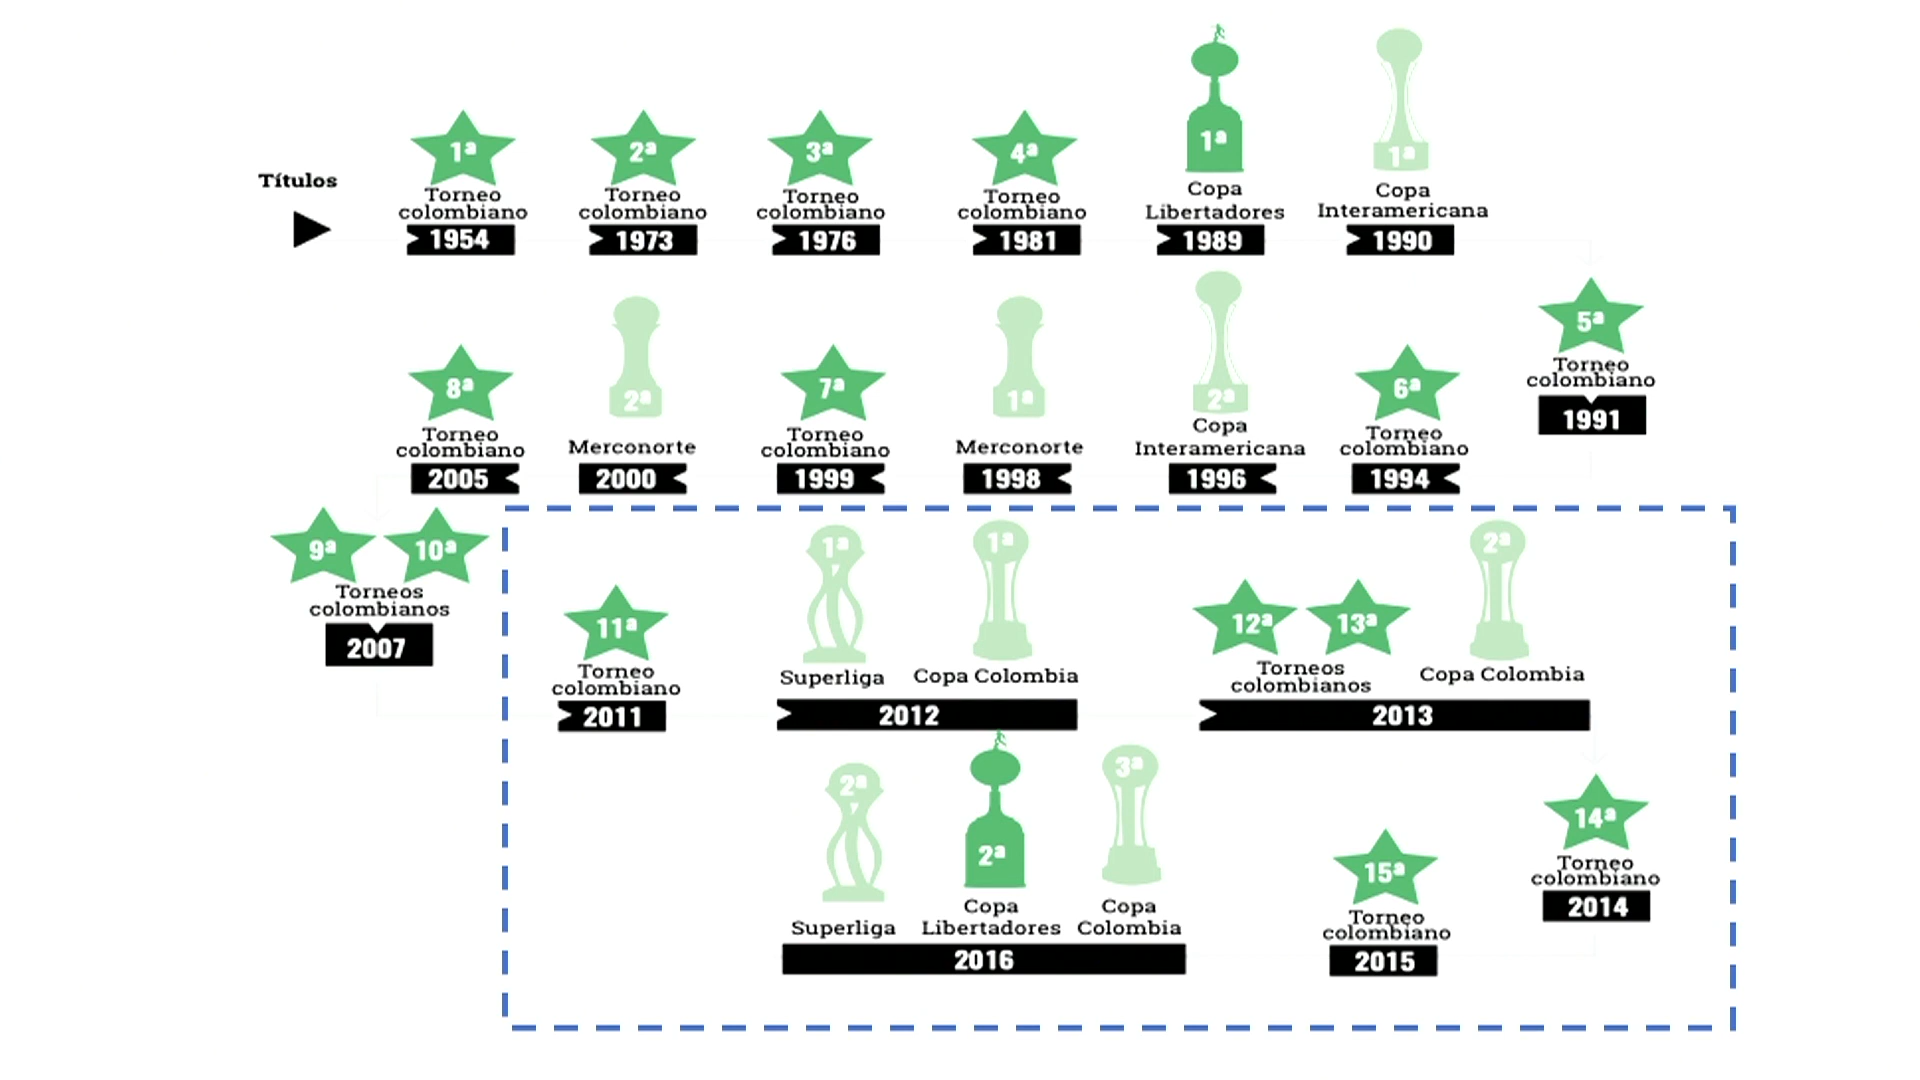 Títulos
1ª
Torneo
colombiano
1954
2ª
Torneo
colombiano
1973
3ª
Torneo
colombiano
1976
4ª
Torneo
colombiano
1981
1ª
Copa
Libertadores
1989
1ª
Copa
Interamericana
1990
5ª
Torneo
colombiano
1991
6ª
Torneo
colombiano
1994
2ª
Copa
Interamericana
1996
1ª
Merconorte
1998
7ª
Torneo
colombiano
1999
2ª
Merconorte
2000
8ª
Torneo
colombiano
2005
9ª 10ª
Torneos
colombianos
2007
11ª
Torneo
colombiano
2011
1ª
Superliga
1ª
Copa Colombia
2012
12ª 13ª
Torneos
colombianos
2ª
Copa Colombia
2013
14ª
Torneo
colombiano
2014
15ª
Torneo
colombiano
2015
2ª
Superliga
2ª
Copa
Libertadores
3ª
Copa
Colombia
2016